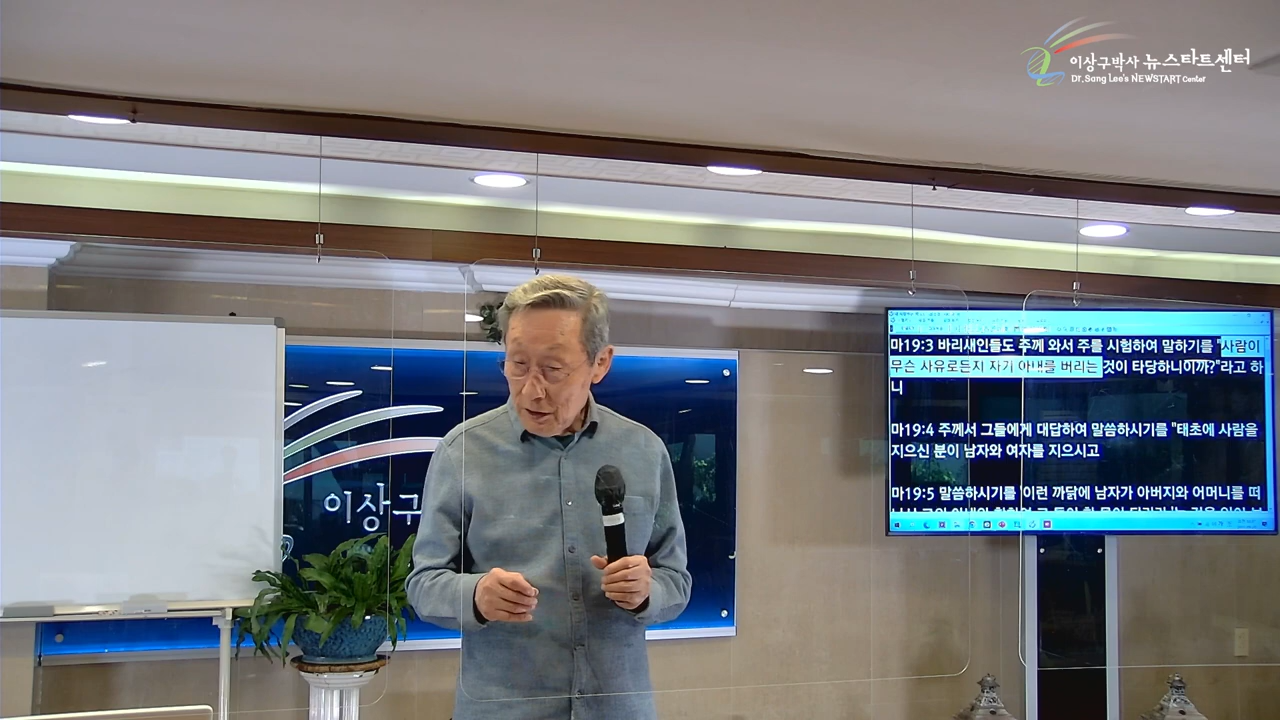 이상구박사 뉴스타트센터
Dr. Sang Lee's NEWSTART Center
마19:3 바리새인들도 주께 와서 주를 시험하여 말하기를 "사람이
무슨 사유로든지 자기 아내를 버리는 것이 타당하니이까?"라고 하
니
마19:4 주께서 그들에게 대답하여 말씀하시기를 "태초에 사람을
지으신 분이 남자와 여자를 지으시고
마19:5 말씀하시기를 '이런 까닭에 남자가 아버지와 어머니를 떠
이상구